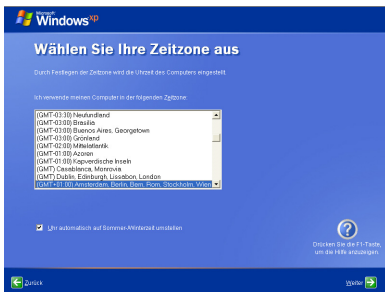 Microsoft
Windows xp
Wählen Sie Ihre Zeitzone aus
Durch Festlegen der Zeitzone wird die Uhrzeit des Computers eingestellt.
Ich verwende meinen Computer in der folgenden Zeitzone:
(GMT-03:30) Neufundland
(GMT-03:00) Brasilia
(GMT-03:00) Buenos Aires, Georgetown
(GMT-03:00) Grönland
(GMT-02:00) Mittelatlantik
(GMT-01:00) Azoren
(GMT-01:00) Kapverdische Inseln
(GMT) Casablanca, Monrovia
(GMT) Dublin, Edinburgh, Lissabon, London
(GMT+01:00) Amsterdam, Berlin, Bern, Rom, Stockholm, Wien
Uhr automatisch auf Sommer-/Winterzeit umstellen
Drücken Sie die F1-Taste,
um die Hilfe anzuzeigen.
Zurück
Weiter